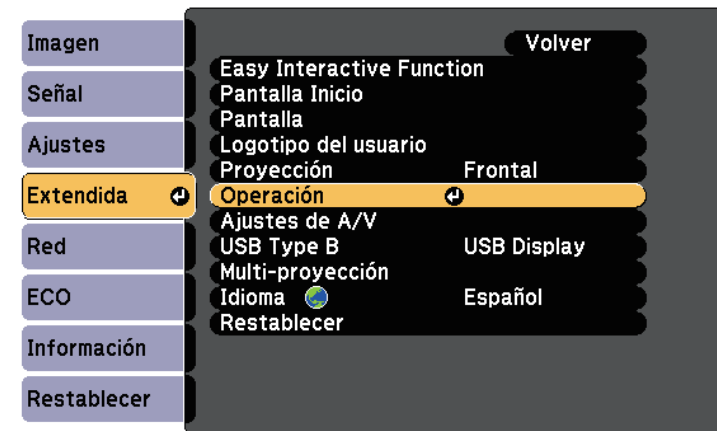 Imagen
Señal
Ajustes
Extendida
Red
ECO
Información
Restablecer
Volver
Easy Interactive Function
Pantalla Inicio
Pantalla
Logotipo del usuario
Proyección Frontal
Operación
Ajustes de A/V
USB Type B USB Display
Multi-proyección
Idioma Español
Restablecer